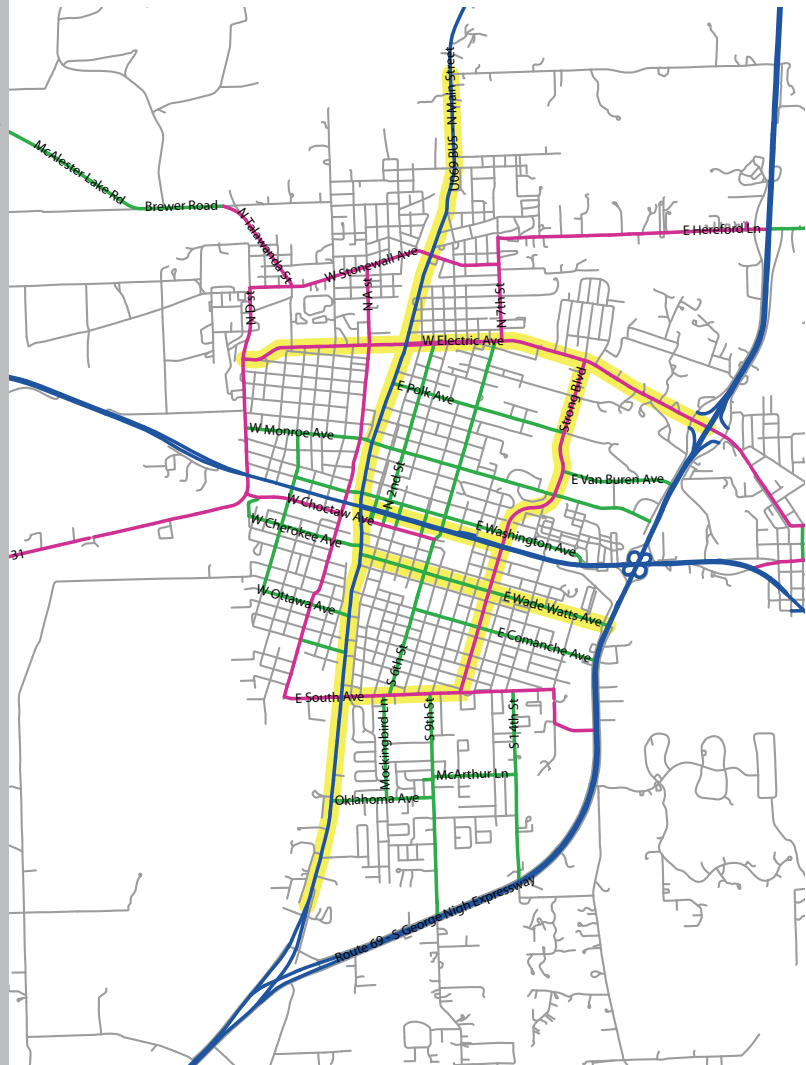 UO69 BUS - N Main Street
McAlester Lake Rd
Brewer Road
N Talawanda St
E Hereford Ln
W Stonewall Ave
N D st
N A st
N 7th St
W Electric Ave
E Polk Ave
Strong Blvd
W Monroe Ave
N 2nd St
E Van Buren Ave
W Choctaw Ave
W Cherokee Ave
E Washington Ave
31
W Ottawa Ave
E Wade Watts Ave
E Comanche Ave
S 6th St
E South Ave
Mockingbird Ln
S 9th St
S 14th St
McArthur Ln
Oklahoma Ave
Route 69 - S George Nigh Expressway